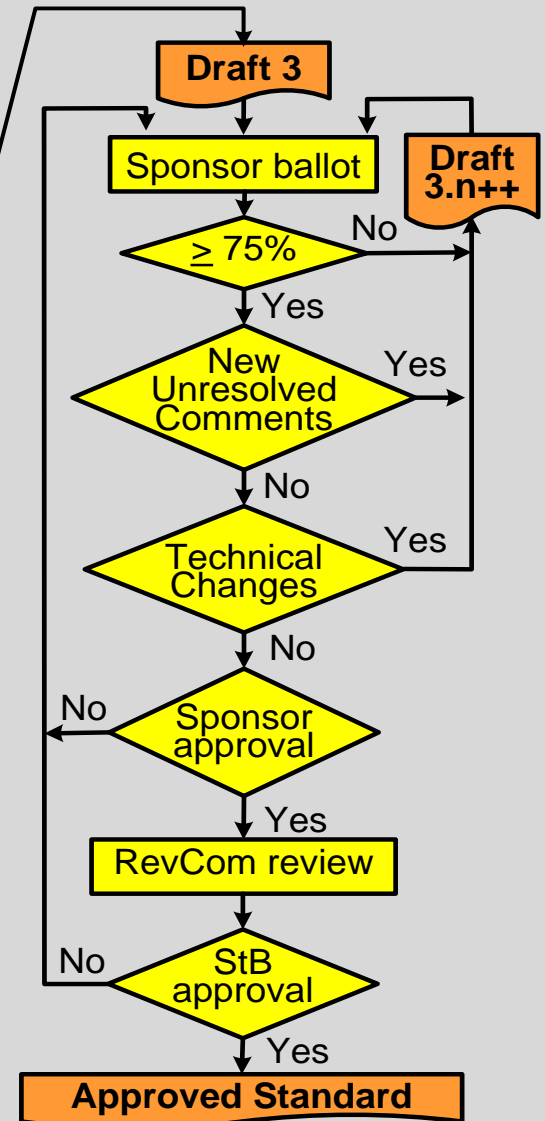 Draft 3
Sponsor ballot
Draft
3.n++
≥ 75%
No
Yes
New
Unresolved
Comments
Yes
No
Technical
Changes
Yes
No
Sponsor
approval
No
Yes
RevCom review
StB
approval
No
Yes
Approved Standard